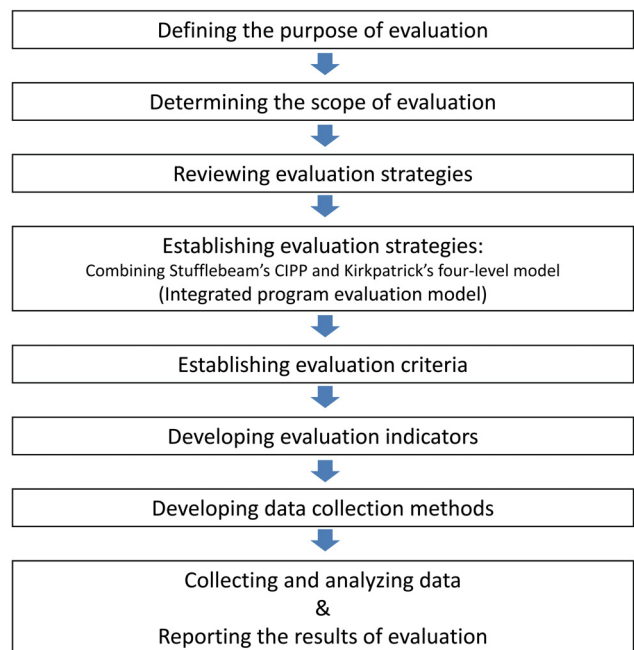 Defining the purpose of evaluation
Determining the scope of evaluation
Reviewing evaluation strategies
Establishing evaluation strategies:
Combining Stufflebeam’s CIPP and Kirkpatrick’s four-level model
(Integrated program evaluation model)
Establishing evaluation criteria
Developing evaluation indicators
Developing data collection methods
Collecting and analyzing data
&
Reporting the results of evaluation